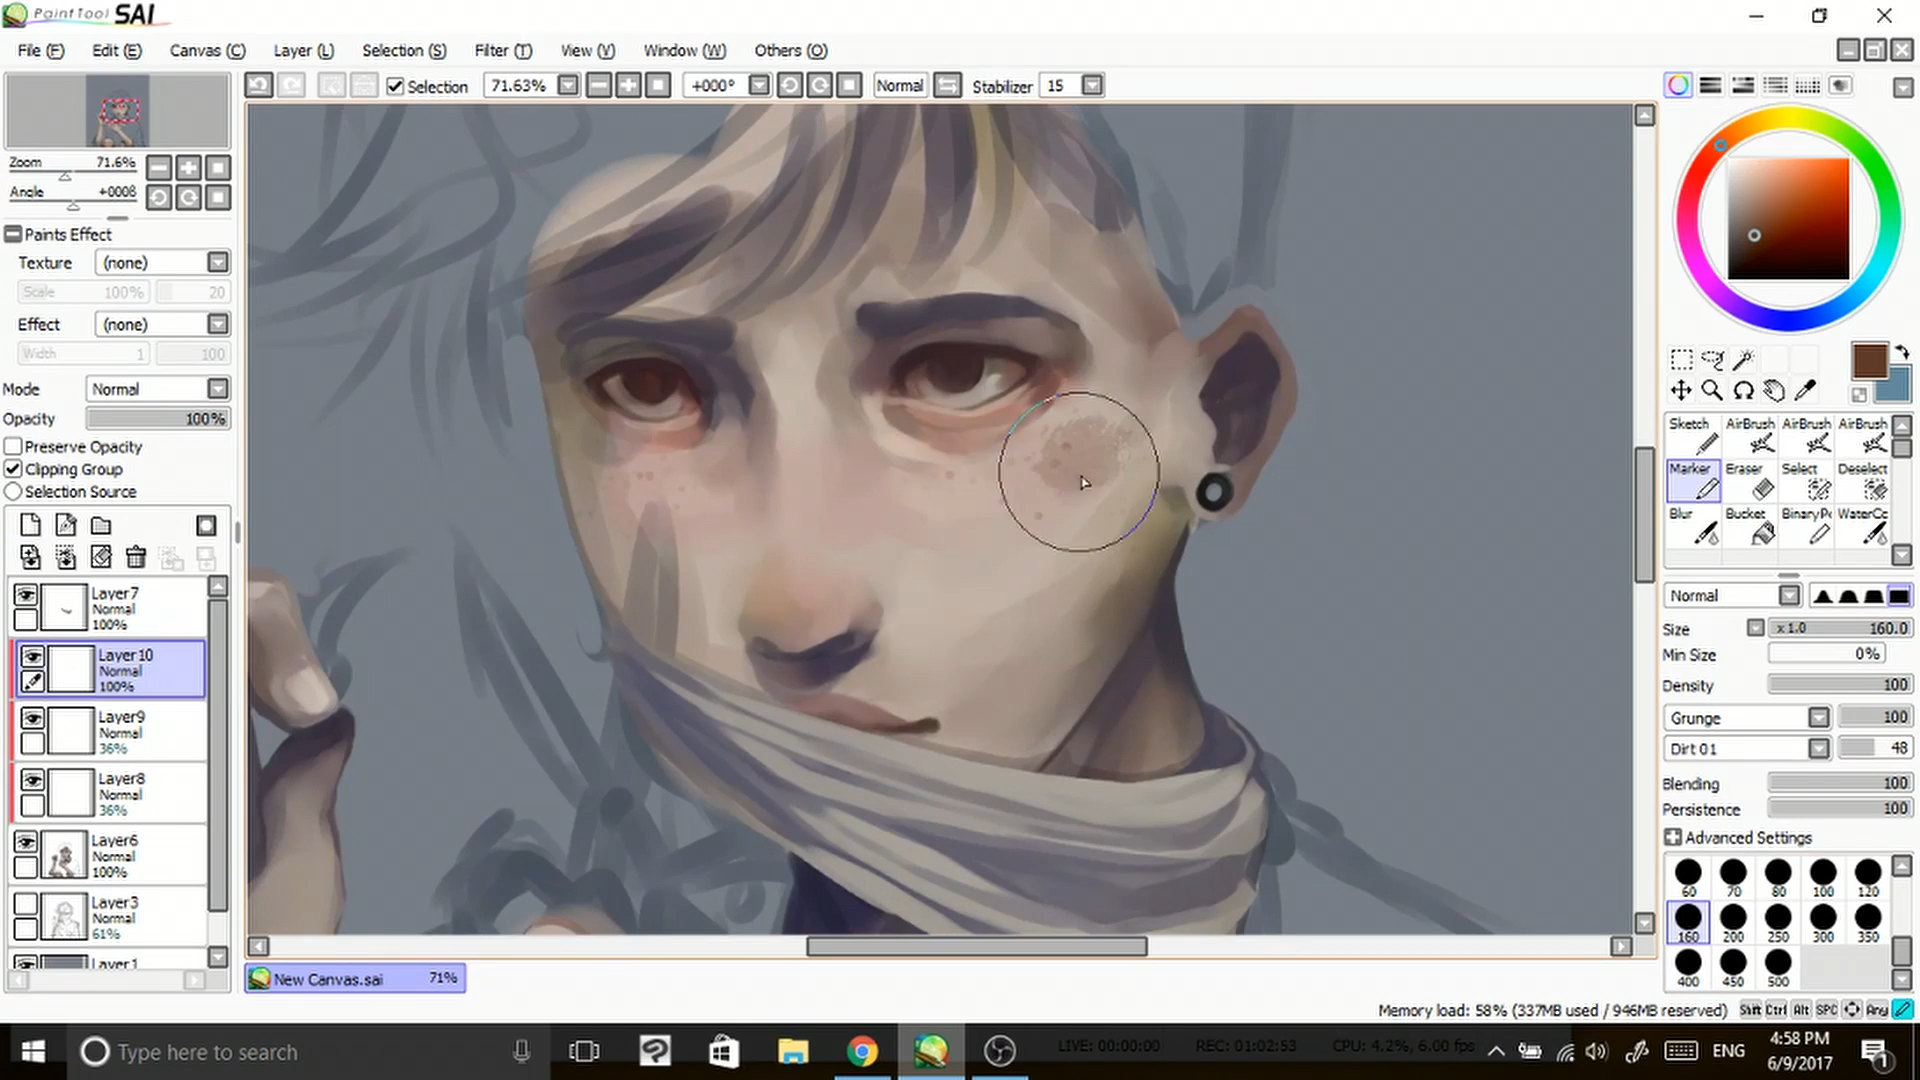 PaintTool SAI
File (F) Edit (E) Canvas (C) Layer (L) Selection (S) Filter (T) View (V) Window (W) Others (O)
Selection 71.63% +000° Normal Stabilizer 15
Zoom 71.6%
Angle +0008
Paints Effect
Texture (none)
Scale 100% 20
Effect (none)
Width 1 100
Mode Normal
Opacity 100%
Preserve Opacity
Clipping Group
Selection Source
Layer7
Normal
100%
Layer10
Normal
100%
Layer9
Normal
36%
Layer8
Normal
36%
Layer6
Normal
100%
Layer3
Normal
61%
Layer1
New Canvas.sai 71%
Sketch AirBrush AirBrush AirBrush
Marker Eraser Select Deselect
Blur Bucket BinaryPe WaterCo
Normal
Size x 1.0 160.0
Min Size 0%
Density 100
Grunge 100
Dirt 01 48
Blending 100
Persistence 100
Advanced Settings
60 70 80 100 120
160 200 250 300 350
400 450 500
Memory load: 58% (337MB used / 946MB reserved) Shift Ctrl Alt SPC Any
Type here to search
LIVE: 00:00:00 REC: 01:02:53 CPU: 4.2%, 6.00 fps
ENG
4:58 PM
6/9/2017
1